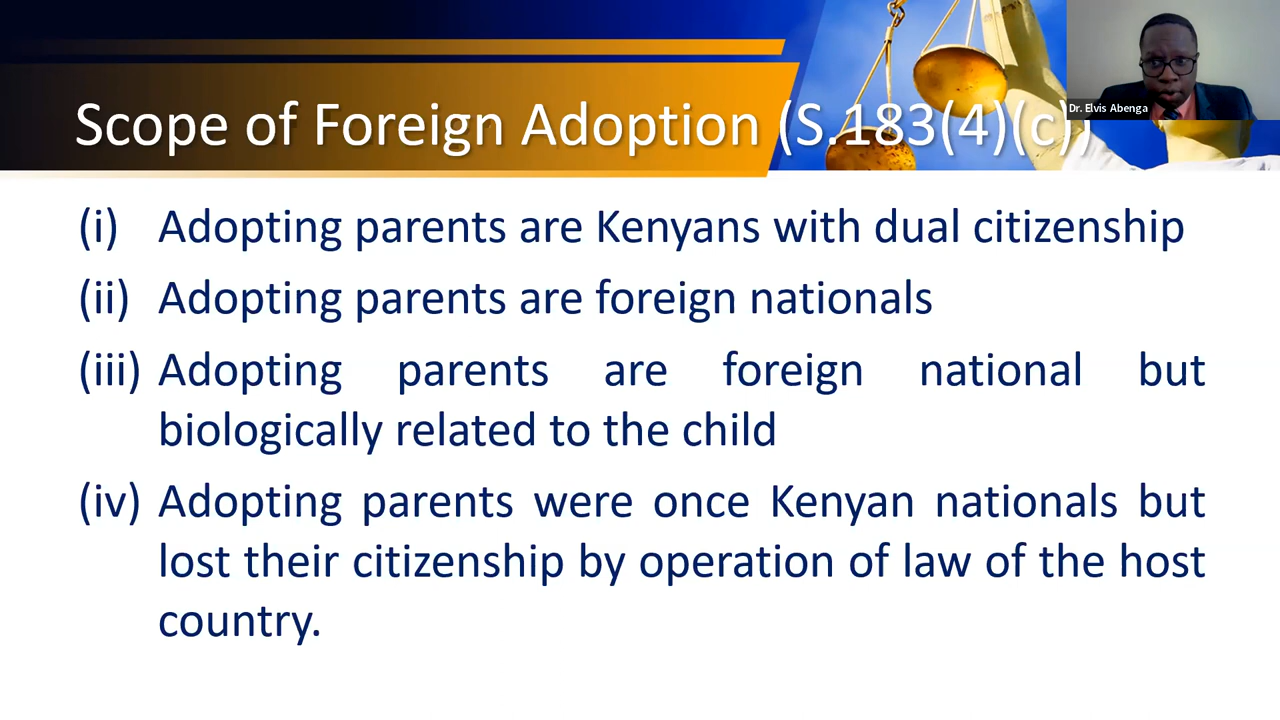 Scope of Foreign Adoption (S.183(4)(c))
Dr. Elvis Abenga
(i) Adopting parents are Kenyans with dual citizenship
(ii) Adopting parents are foreign nationals
(iii) Adopting parents are foreign national but
biologically related to the child
(iv) Adopting parents were once Kenyan nationals but
lost their citizenship by operation of law of the host
country.